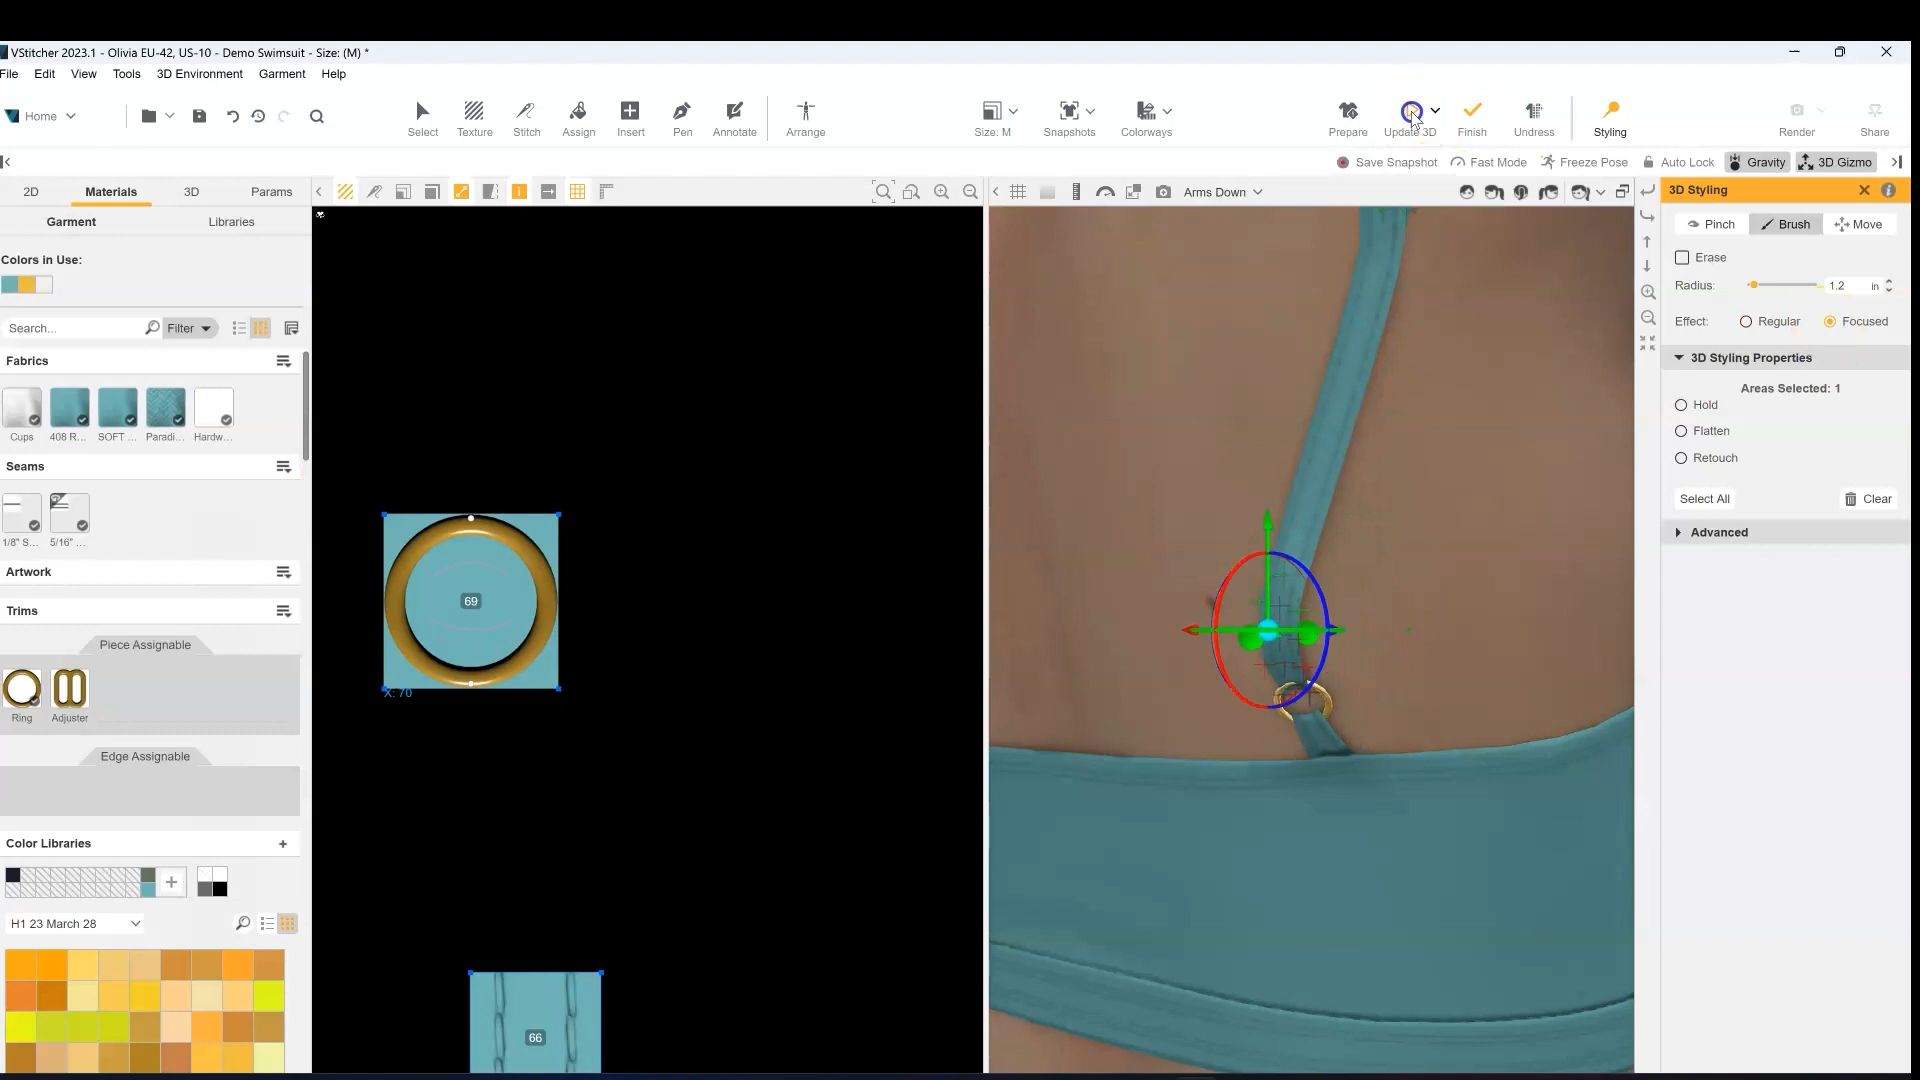 VStitcher 2023.1 - Olivia EU-42, US-10 - Demo Swimsuit - Size: (M) *
File Edit View Tools 3D Environment Garment Help
Home
Select Texture Stitch Assign Insert Pen Annotate Arrange Size: M Snapshots Colorways Prepare Update 3D Finish Undress Styling Render Share
Save Snapshot Fast Mode Freeze Pose Auto Lock Gravity 3D Gizmo
2D Materials 3D Params
Garment Libraries
Colors in Use:
Search... Filter
Fabrics
Cups 408 R... SOFT ... Paradi... Hardw...
Seams
1/8" S... 5/16" ...
Artwork
Trims
Piece Assignable
Ring Adjuster
Edge Assignable
Color Libraries
H1 23 March 28
69
X: 70
66
Arms Down
3D Styling
Pinch Brush Move
Erase
Radius: 1.2 in
Effect: Regular Focused
3D Styling Properties
Areas Selected: 1
Hold
Flatten
Retouch
Select All Clear
Advanced